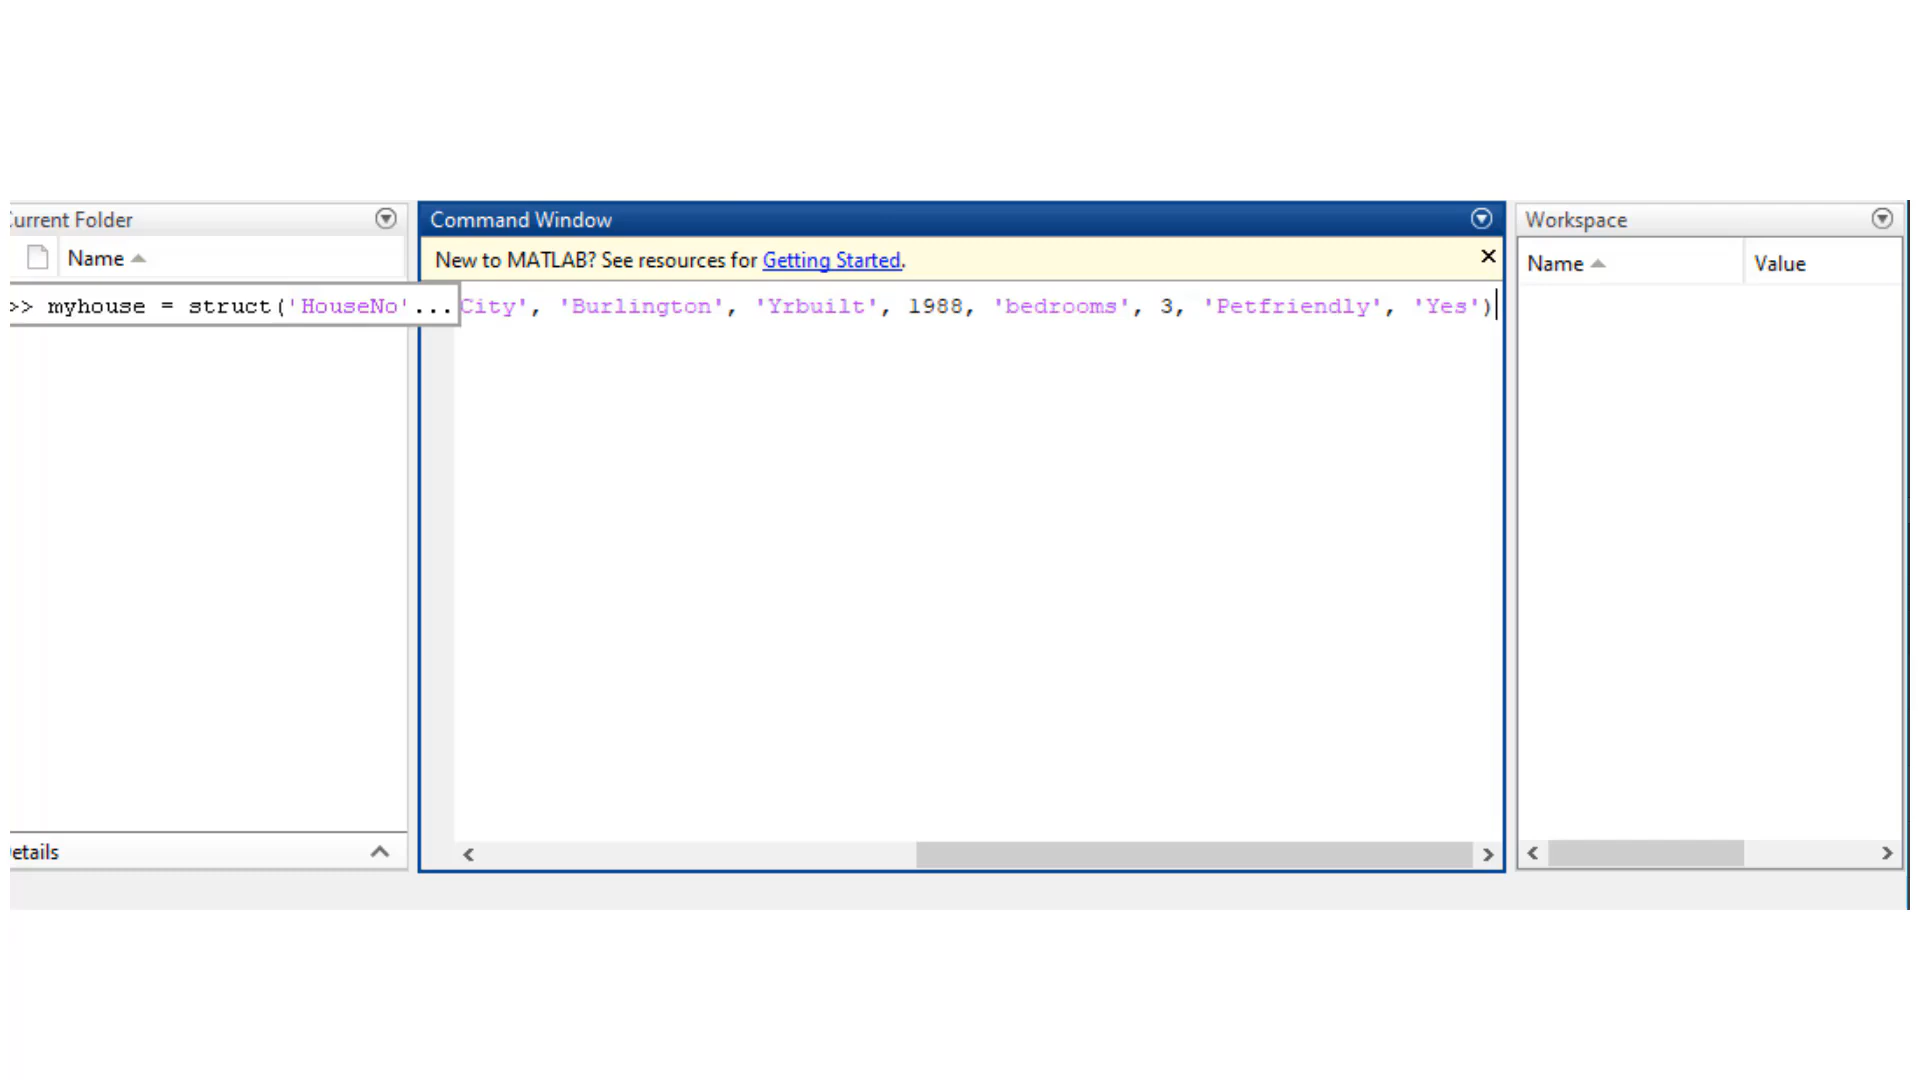 urrent Folder
Command Window
Workspace
Name
New to MATLAB? See resources for Getting Started.
Name
Value
>> myhouse = struct('HouseNo'... City', 'Burlington', 'Yrbuilt', 1988, 'bedrooms', 3, 'Petfriendly', 'Yes')
etails